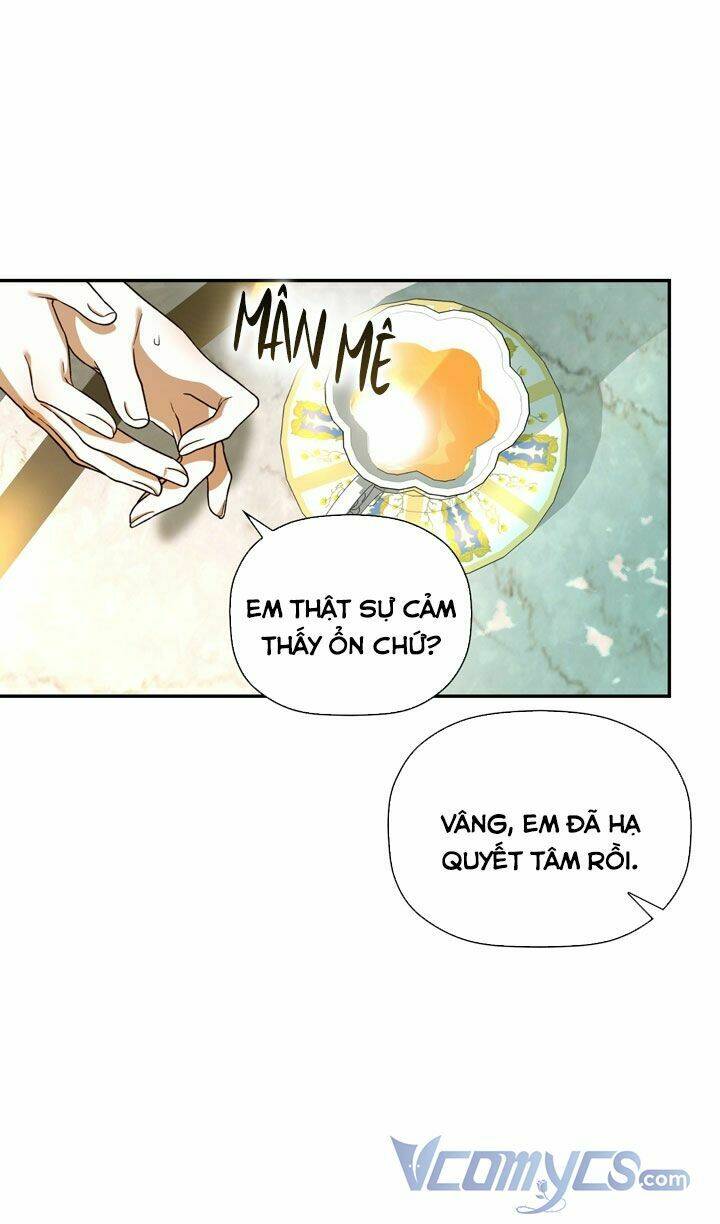 MÂN MÊ
EM THẬT SỰ CẢM
THẤY ỔN CHỨ?
VÂNG, EM ĐÃ HẠ
QUYẾT TÂM RỒI.
VCOMYCS.com